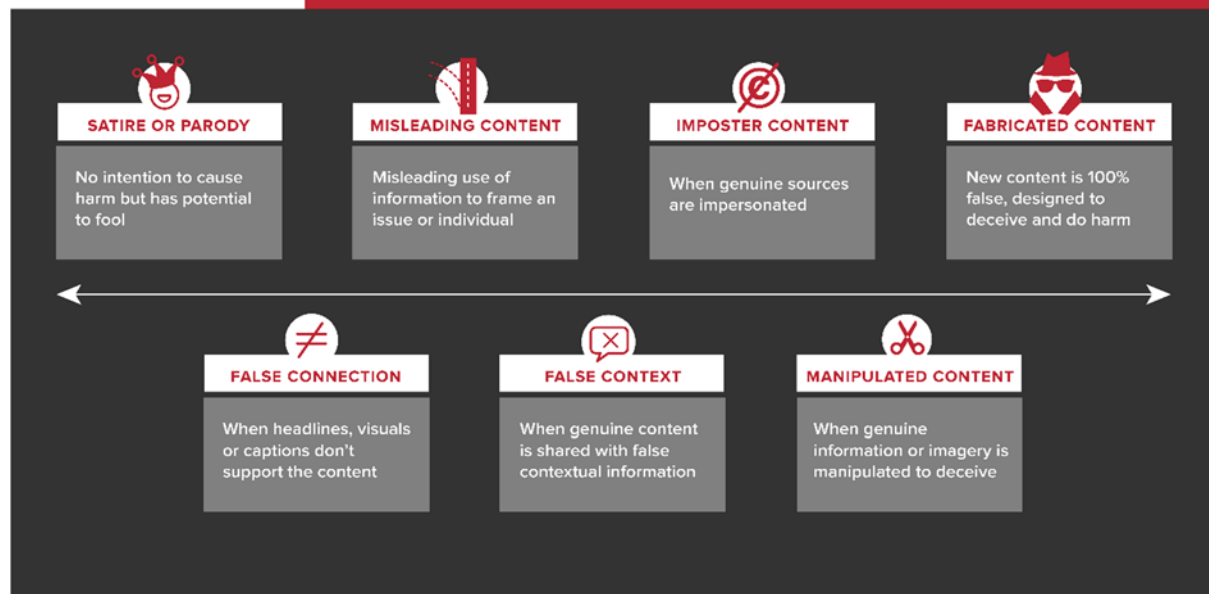 SATIRE OR PARODY
No intention to cause
harm but has potential
to fool
MISLEADING CONTENT
Misleading use of
information to frame an
issue or individual
IMPOSTER CONTENT
When genuine sources
are impersonated
FABRICATED CONTENT
New content is 100%
false, designed to
deceive and do harm
FALSE CONNECTION
When headlines, visuals
or captions don’t
support the content
FALSE CONTEXT
When genuine content
is shared with false
contextual information
MANIPULATED CONTENT
When genuine
information or imagery is
manipulated to deceive